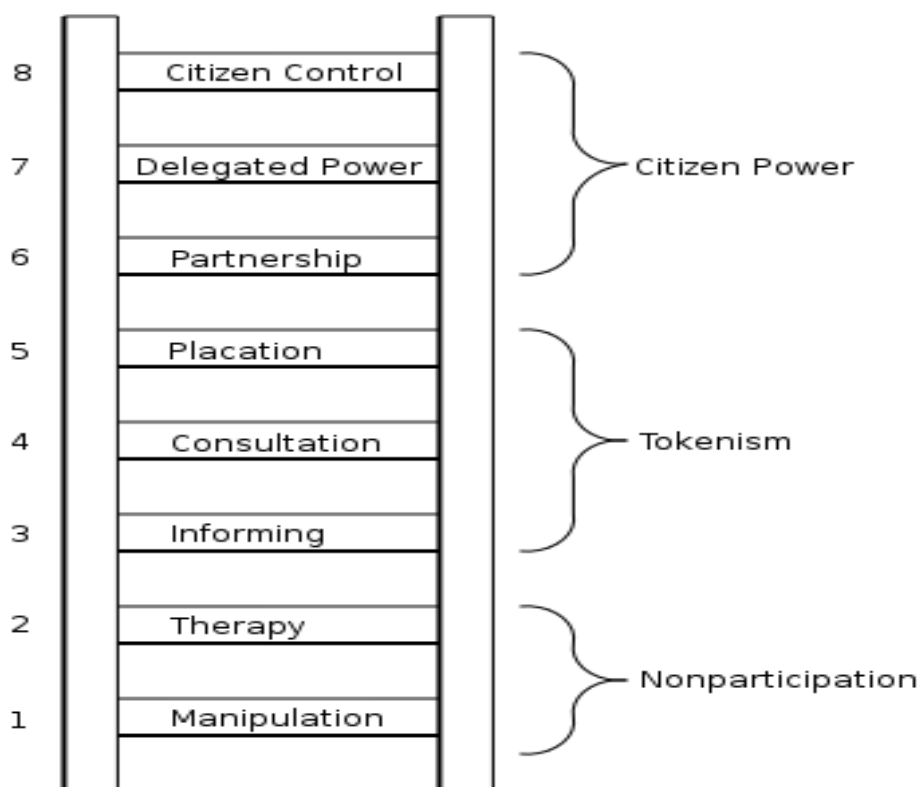 8 Citizen Control
7 Delegated Power
Citizen Power
6 Partnership
5 Placation
4 Consultation
Tokenism
3 Informing
2 Therapy
Nonparticipation
1 Manipulation